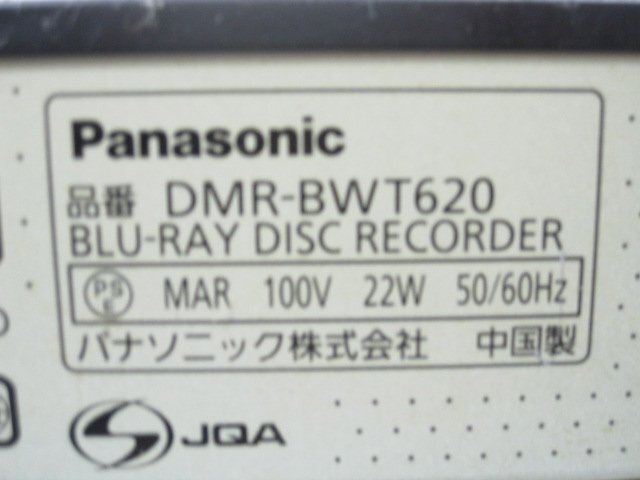 Panasonic
品番 DMR-BWT620
BLU-RAY DISC RECORDER
PSE MAR 100V 22W 50/60Hz
パナソニック株式会社 中国製
JQA